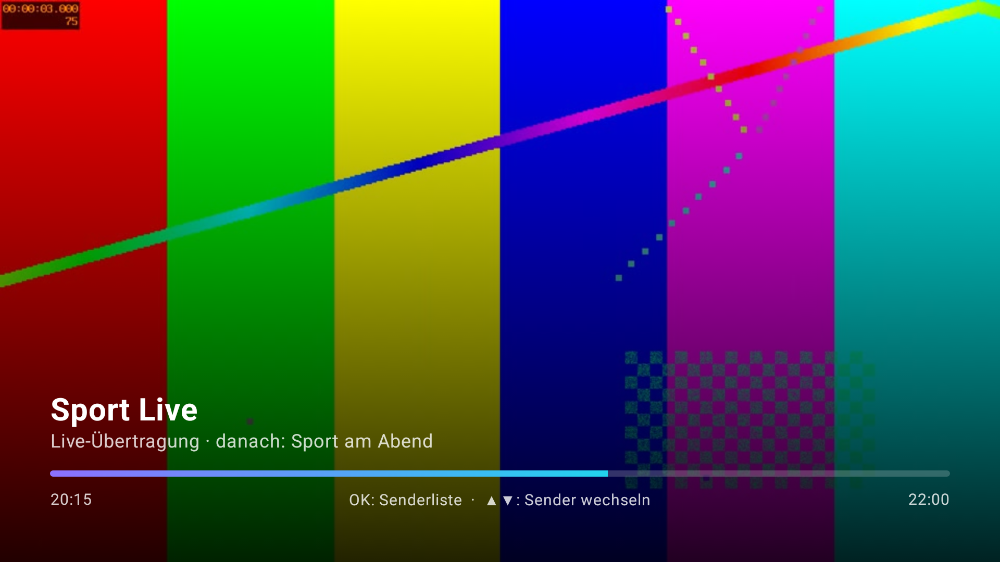 00:00:03.000
75
Sport Live
Live-Übertragung · danach: Sport am Abend
20:15 OK: Senderliste · ▲▼: Sender wechseln 22:00